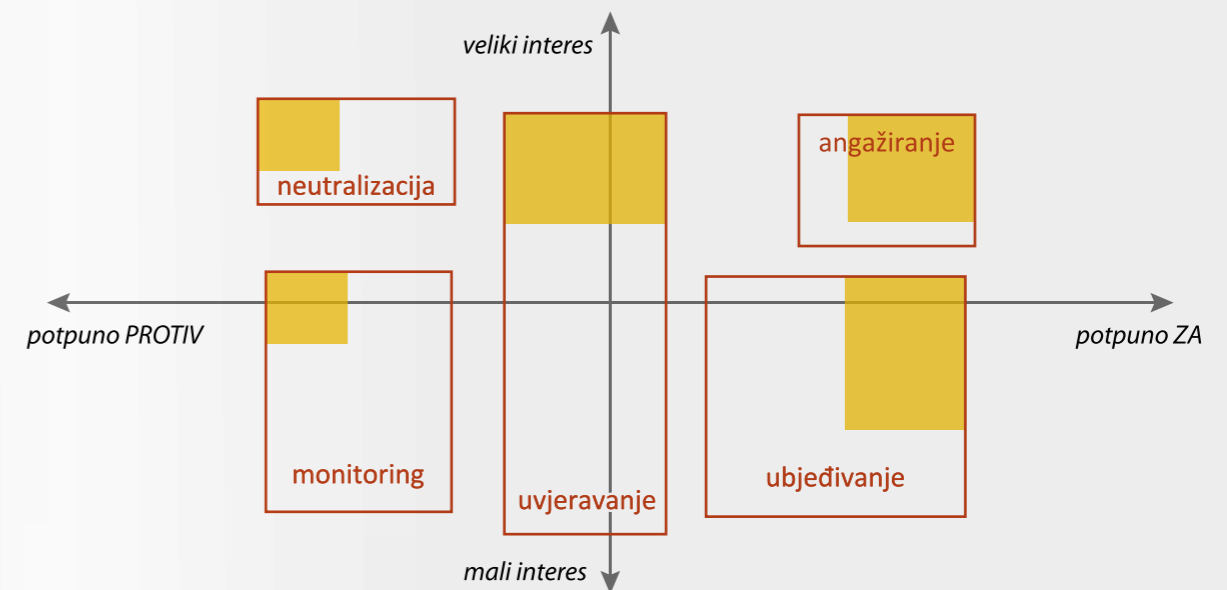 veliki interes
angažiranje
neutralizacija
potpuno PROTIV
potpuno ZA
monitoring
ubjeđivanje
uvjeravanje
mali interes